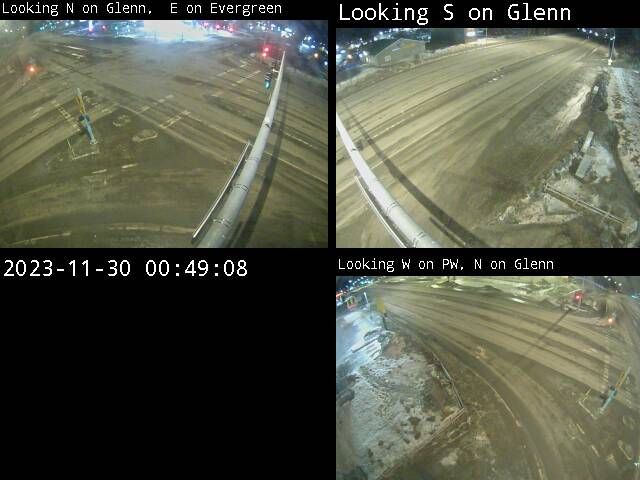 Looking N on Glenn,  E on Evergreen
Looking S on Glenn
2023-11-30 00:49:08
Looking W on PW, N on Glenn